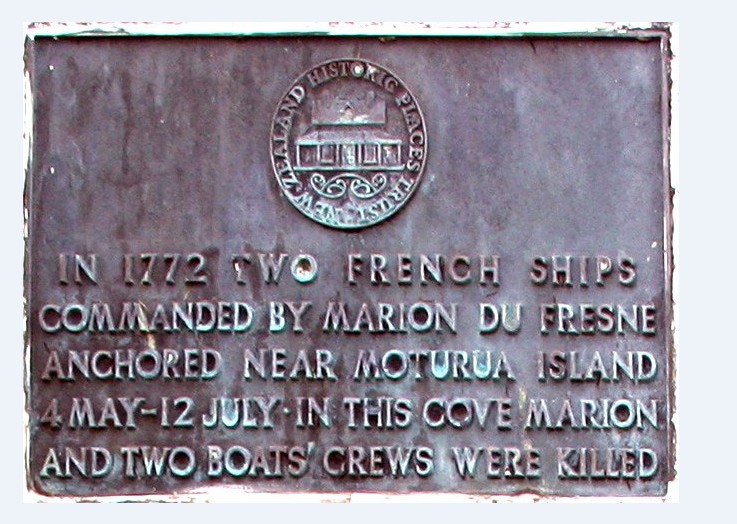 NEW ZEALAND HISTORIC PLACES TRUST
IN 1772 TWO FRENCH SHIPS
COMMANDED BY MARION DU FRESNE
ANCHORED NEAR MOTURUA ISLAND
4 MAY-12 JULY·IN THIS COVE MARION
AND TWO BOATS' CREWS WERE KILLED